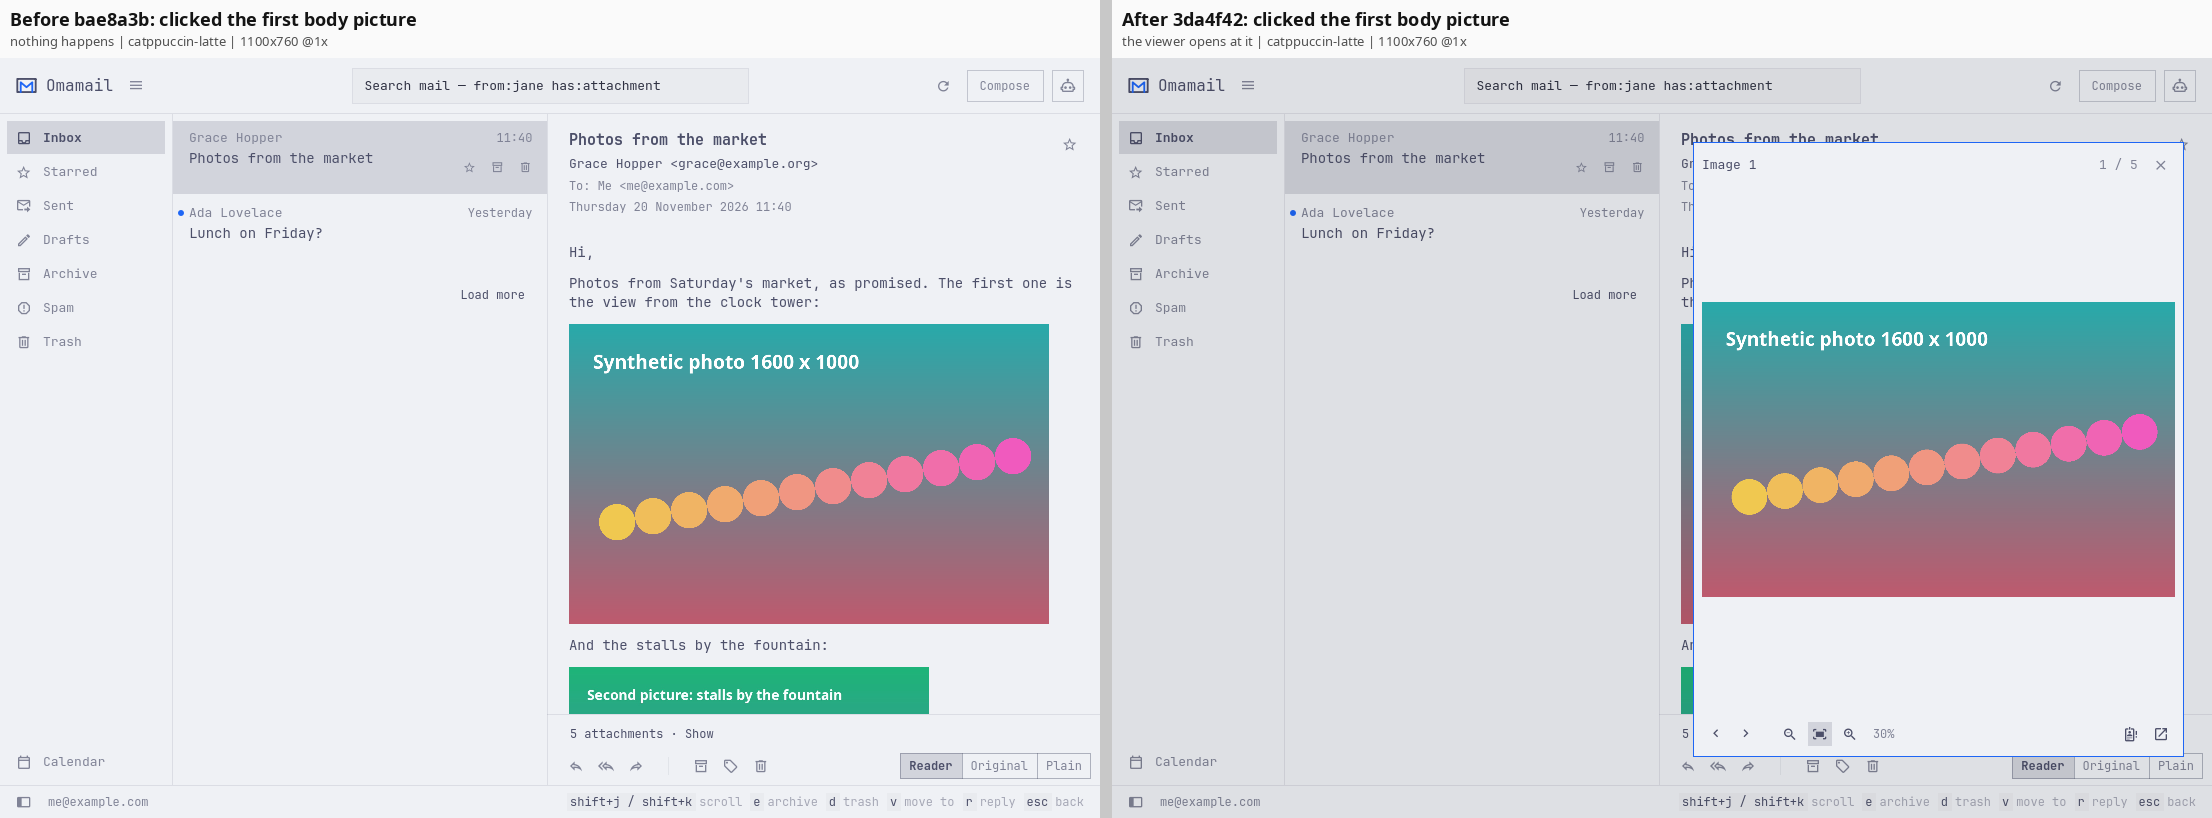 Before bae8a3b: clicked the first body picture
nothing happens | catppuccin-latte | 1100x760 @1x
Omamail
Search mail — from:jane has:attachment
Compose
Inbox
Starred
Sent
Drafts
Archive
Spam
Trash
Calendar
Grace Hopper 11:40
Photos from the market
Ada Lovelace Yesterday
Lunch on Friday?
Load more
Photos from the market
Grace Hopper <grace@example.org>
To: Me <me@example.com>
Thursday 20 November 2026 11:40
Hi,
Photos from Saturday's market, as promised. The first one is
the view from the clock tower:
Synthetic photo 1600 x 1000
And the stalls by the fountain:
Second picture: stalls by the fountain
5 attachments · Show
Reader Original Plain
me@example.com
shift+j / shift+k scroll e archive d trash v move to r reply esc back
After 3da4f42: clicked the first body picture
the viewer opens at it | catppuccin-latte | 1100x760 @1x
Omamail
Search mail — from:jane has:attachment
Compose
Inbox
Starred
Sent
Drafts
Archive
Spam
Trash
Calendar
Grace Hopper 11:40
Photos from the market
Ada Lovelace Yesterday
Lunch on Friday?
Load more
Photos from the market
Image 1 1 / 5
Synthetic photo 1600 x 1000
30%
5
Reader Original Plain
me@example.com
shift+j / shift+k scroll e archive d trash v move to r reply esc back